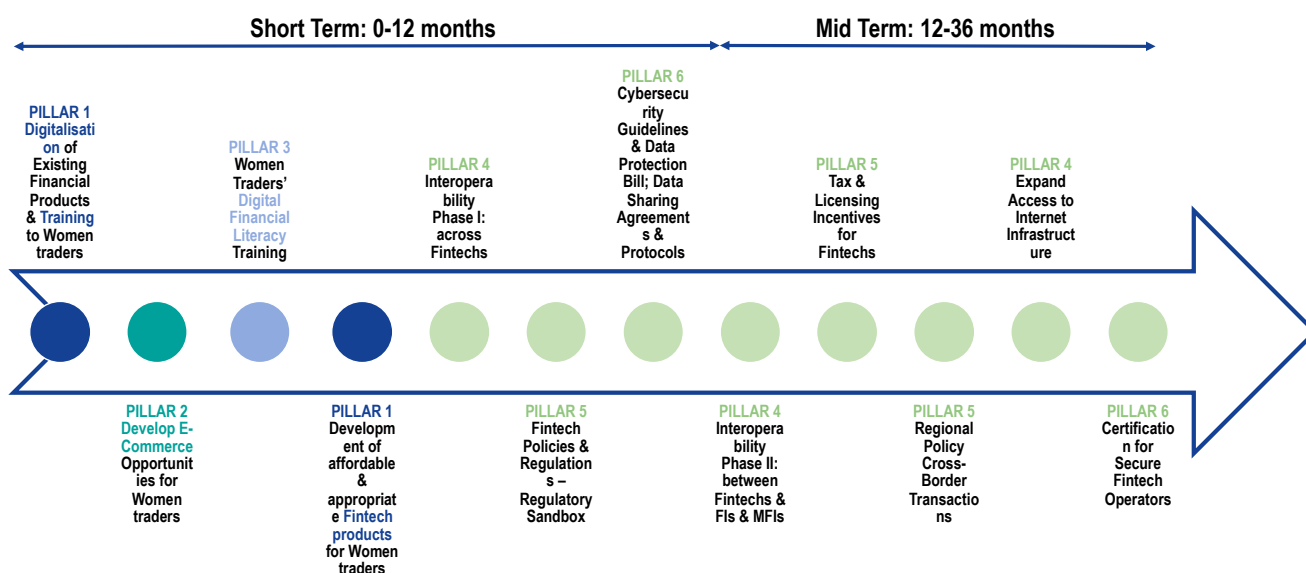 Short Term: 0-12 months
Mid Term: 12-36 months
PILLAR 1
Digitalisati
on of
Existing
Financial
Products
& Training
to Women
traders
PILLAR 3
Women
Traders’
Digital
Financial
Literacy
Training
PILLAR 4
Interopera
bility
Phase I:
across
Fintechs
PILLAR 6
Cybersecu
rity
Guidelines
& Data
Protection
Bill; Data
Sharing
Agreement
s &
Protocols
PILLAR 5
Tax &
Licensing
Incentives
for
Fintechs
PILLAR 4
Expand
Access to
Internet
Infrastruct
ure
PILLAR 2
Develop E-
Commerce
Opportunit
ies for
Women
traders
PILLAR 1
Developm
ent of
affordable
&
appropriat
e Fintech
products
for Women
traders
PILLAR 5
Fintech
Policies &
Regulation
s –
Regulatory
Sandbox
PILLAR 4
Interopera
bility
Phase II:
between
Fintechs &
FIs & MFIs
PILLAR 5
Regional
Policy
Cross-
Border
Transactio
ns
PILLAR 6
Certificatio
n for
Secure
Fintech
Operators